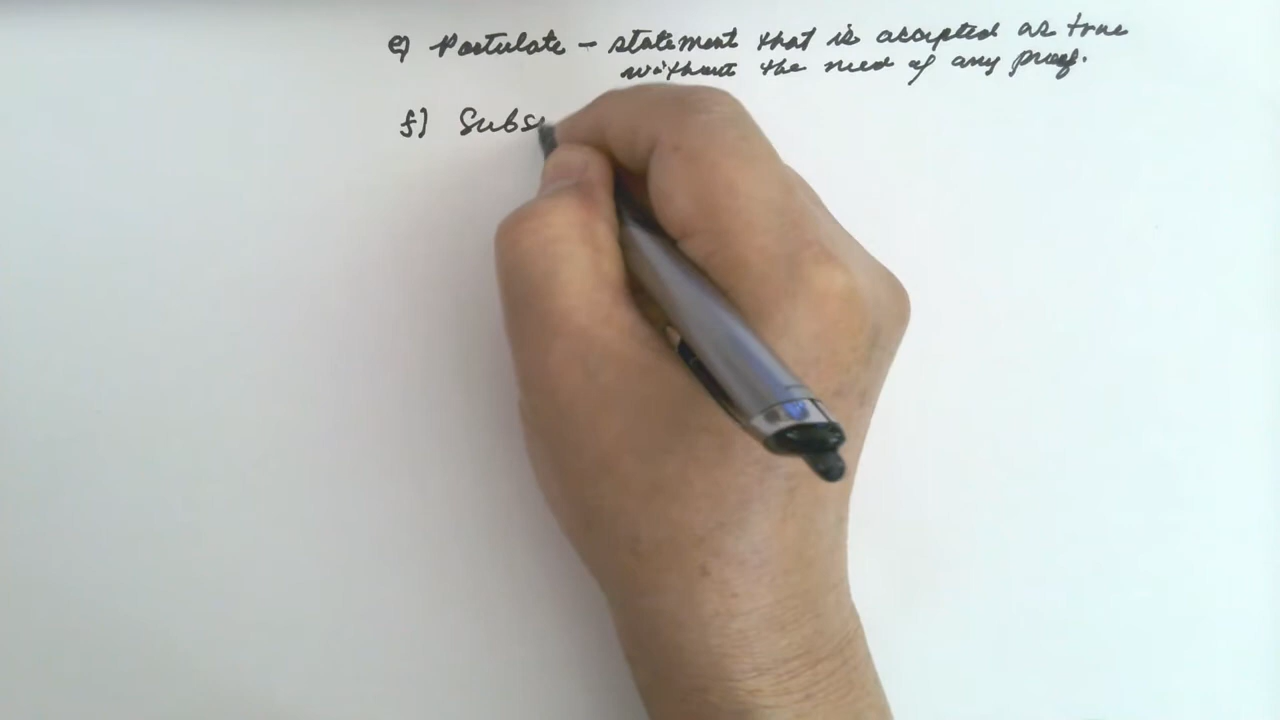 e) Postulate - statement that is accepted as true
without the need of any proof.
f) Subs